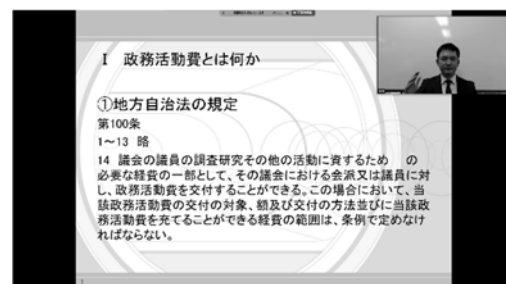 Ⅰ 政務活動費とは何か
①地方自治法の規定
第100条
1～13 略
14 議会の議員の調査研究その他の活動に資するため の
必要な経費の一部として、その議会における会派又は議員に対
し、政務活動費を交付することができる。この場合において、当
該政務活動費の交付の対象、額及び交付の方法並びに当該政
務活動費を充てることができる経費の範囲は、条例で定めなけ
ればならない。